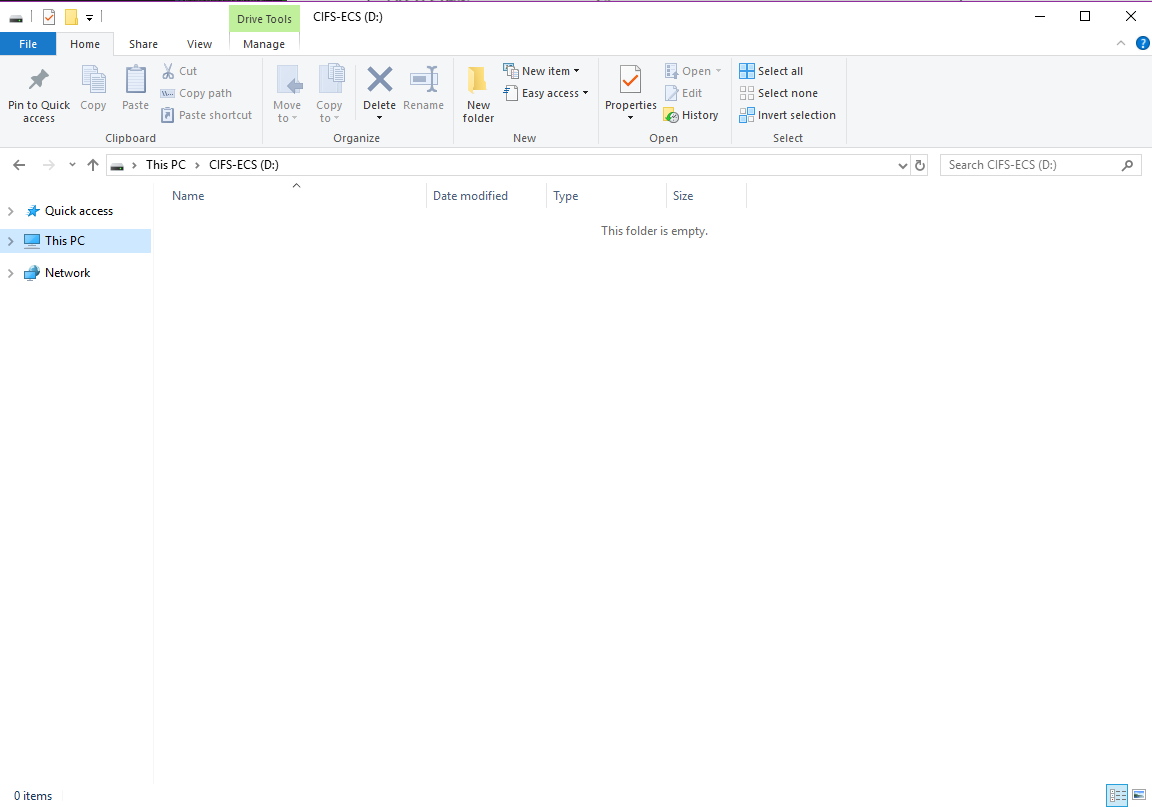 Drive Tools CIFS-ECS (D:)
File Home Share View Manage
Pin to Quick access
Copy
Paste
Cut
Copy path
Paste shortcut
Clipboard
Move to
Copy to
Delete
Rename
Organize
New folder
New item
Easy access
New
Properties
Open
Edit
History
Open
Select all
Select none
Invert selection
Select
This PC CIFS-ECS (D:)
Search CIFS-ECS (D:)
Name Date modified Type Size
Quick access
This PC
Network
This folder is empty.
0 items